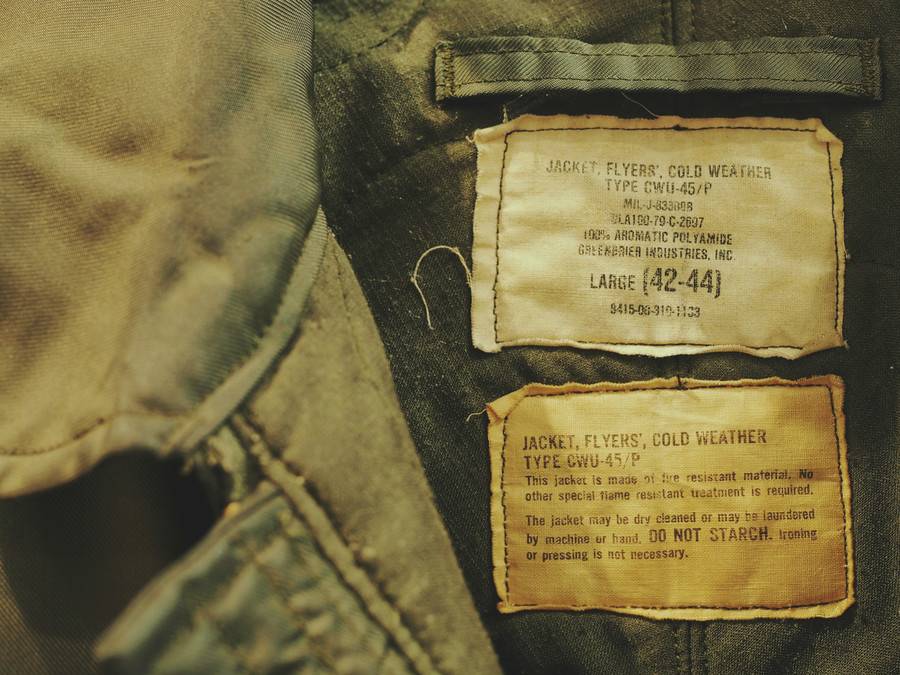 JACKET, FLYERS', COLD WEATHER
TYPE CWU-45/P
MIL-J-83388B
DLA100-79-C-2697
100% AROMATIC POLYAMIDE
GREENBRIER INDUSTRIES, INC.
LARGE (42-44)
8415-00-310-1133
JACKET, FLYERS', COLD WEATHER
TYPE CWU-45/P
This jacket is made of fire resistant material. No
other special flame resistant treatment is required.
The jacket may be dry cleaned or may be laundered
by machine or hand. DO NOT STARCH. Ironing
or pressing is not necessary.